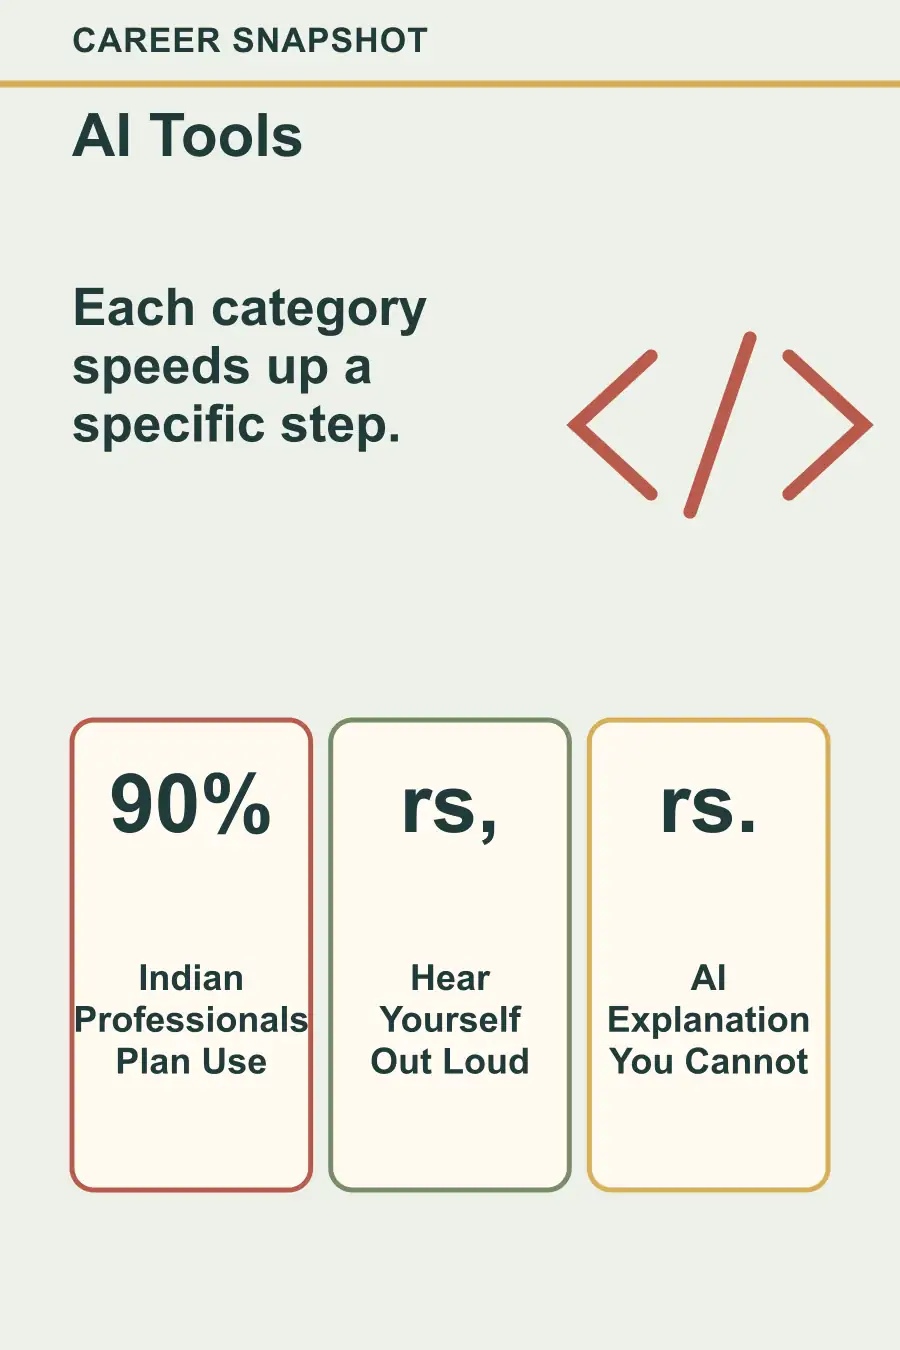 CAREER SNAPSHOT
AI Tools
Each category
speeds up a
specific step.
90%
Indian
Professionals
Plan Use
rs,
Hear
Yourself
Out Loud
rs.
AI
Explanation
You Cannot